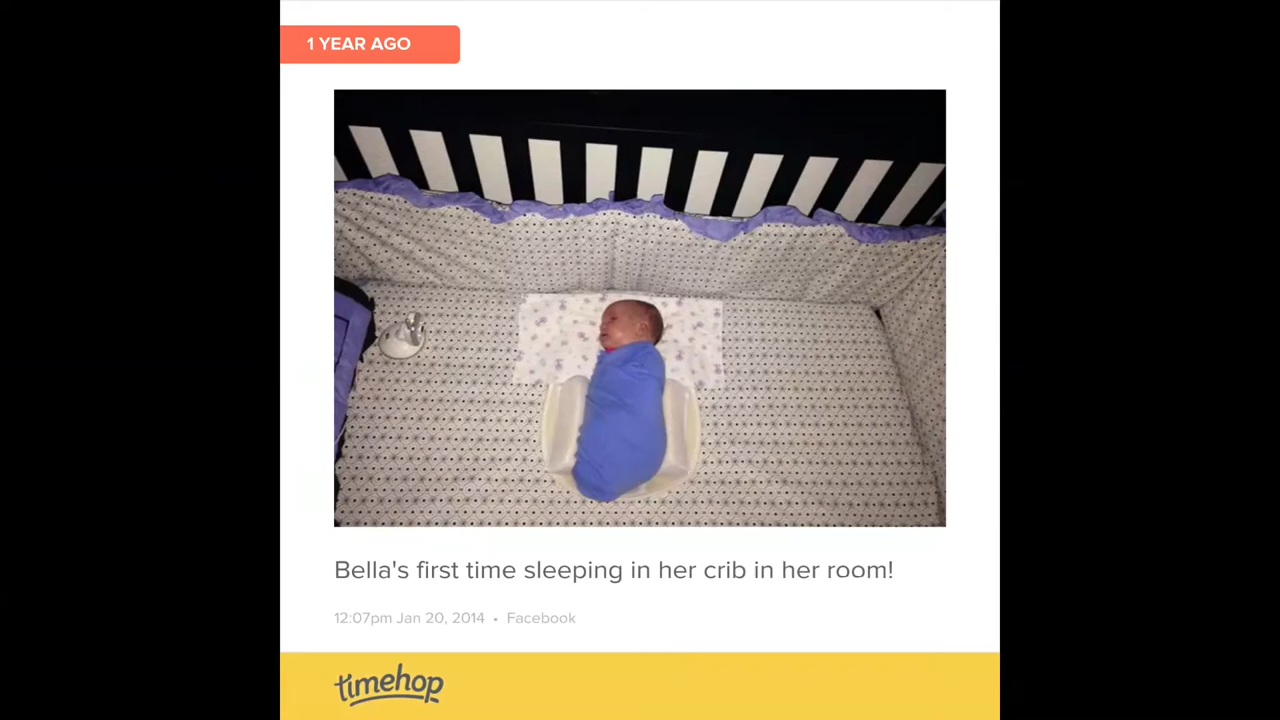 1 YEAR AGO
Bella's first time sleeping in her crib in her room!
12:07pm Jan 20, 2014 • Facebook
timehop